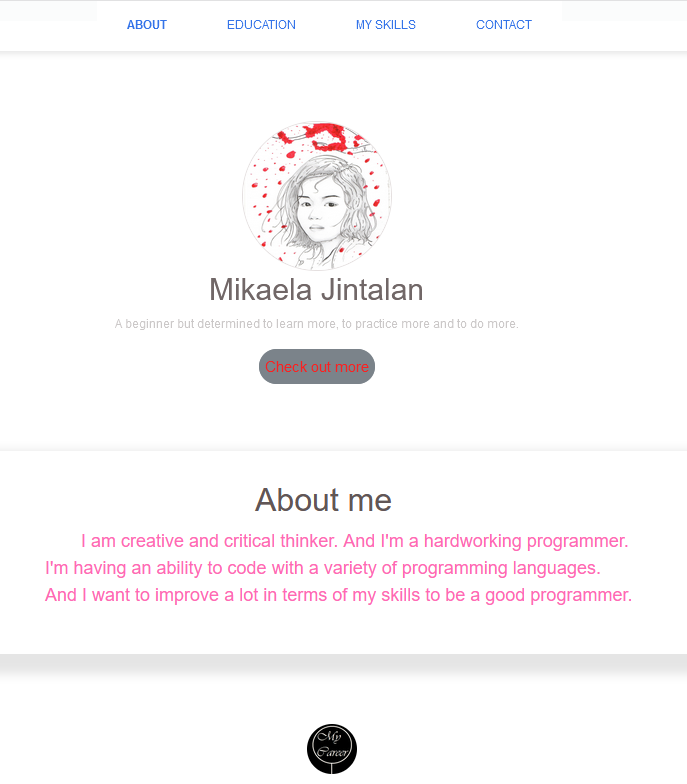 ABOUT EDUCATION MY SKILLS CONTACT
Mikaela Jintalan
A beginner but determined to learn more, to practice more and to do more.
Check out more
About me
I am creative and critical thinker. And I'm a hardworking programmer.
I'm having an ability to code with a variety of programming languages.
And I want to improve a lot in terms of my skills to be a good programmer.
My
Career